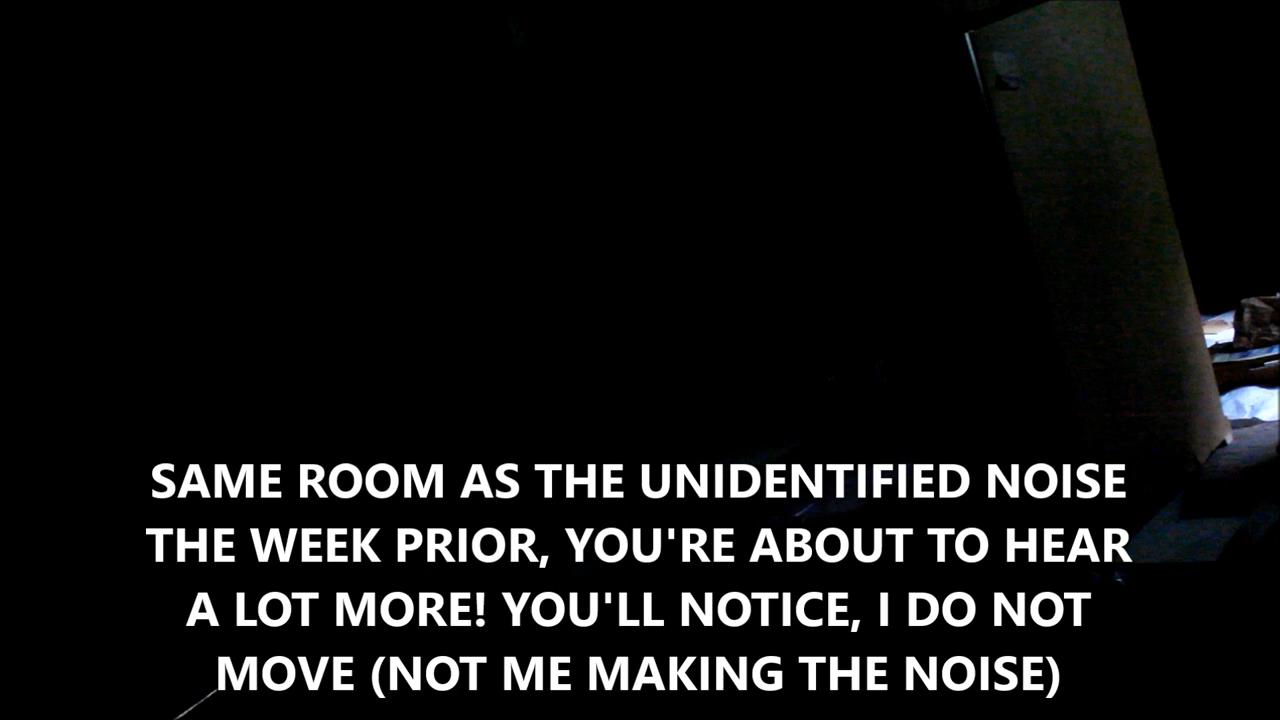 SAME ROOM AS THE UNIDENTIFIED NOISE
THE WEEK PRIOR, YOU'RE ABOUT TO HEAR
A LOT MORE! YOU'LL NOTICE, I DO NOT
MOVE (NOT ME MAKING THE NOISE)